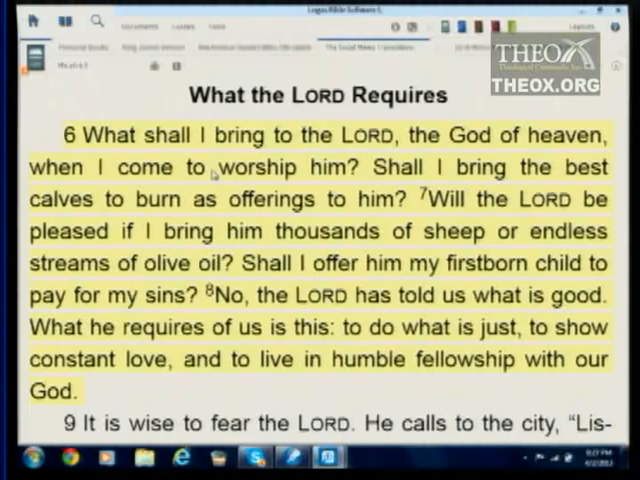 Logos Bible Software 5
Layouts
THEOX
THEOX.ORG
What the LORD Requires
6 What shall I bring to the LORD, the God of heaven,
when I come to worship him? Shall I bring the best
calves to burn as offerings to him? 7Will the LORD be
pleased if I bring him thousands of sheep or endless
streams of olive oil? Shall I offer him my firstborn child to
pay for my sins? 8No, the LORD has told us what is good.
What he requires of us is this: to do what is just, to show
constant love, and to live in humble fellowship with our
God.
9 It is wise to fear the LORD. He calls to the city, “Lis-